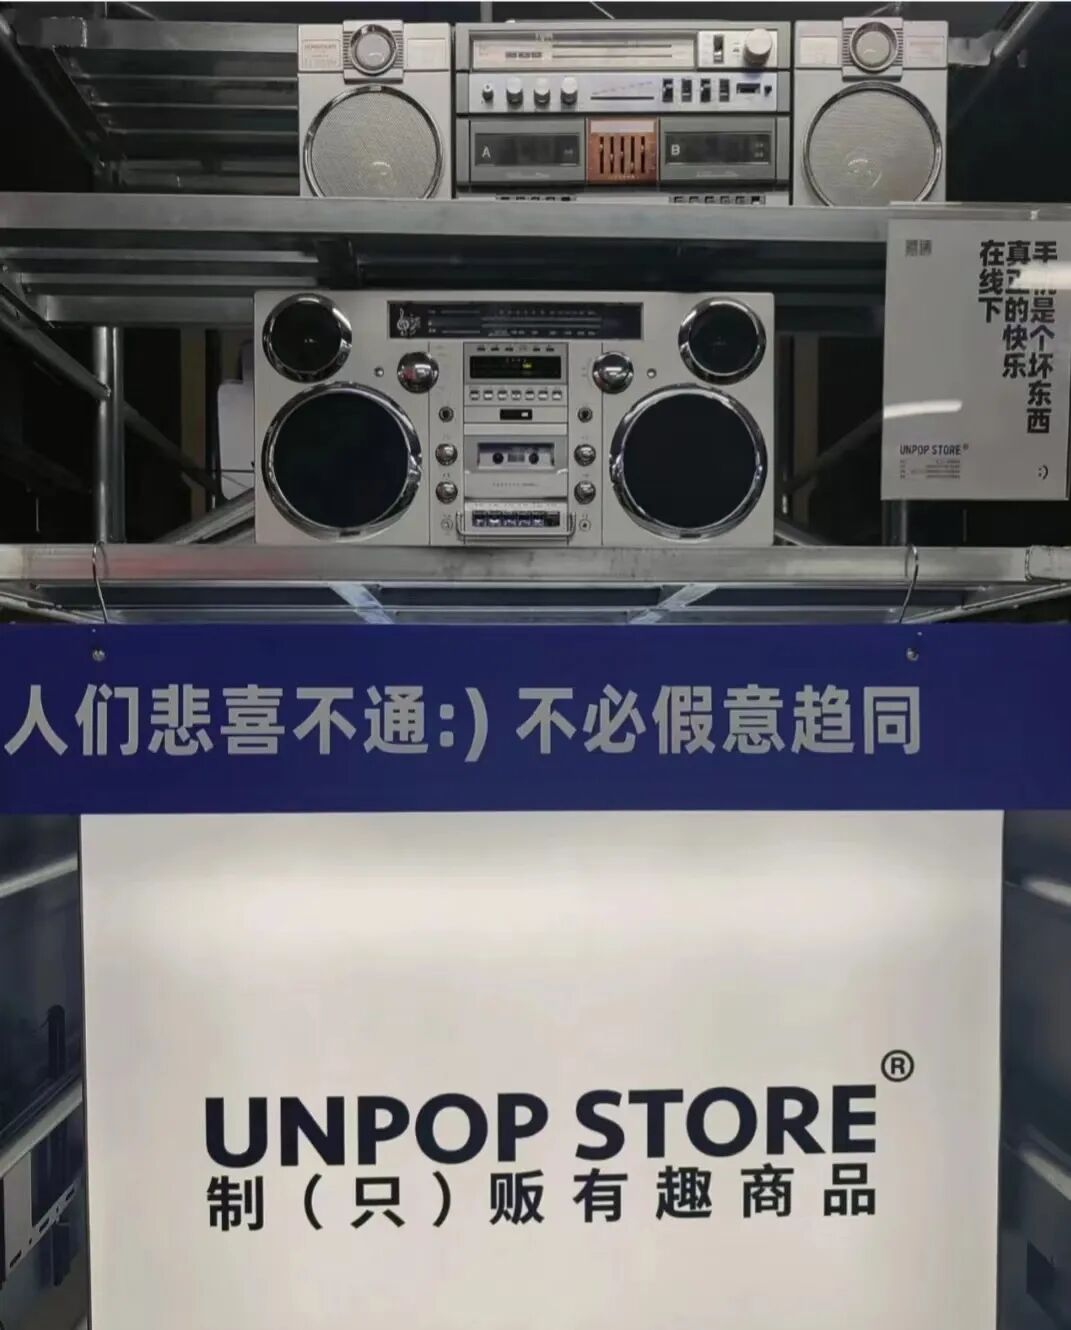 A
B
手机是个坏东西
真正的快乐
在线下
UNPOP STORE®
:)
人们悲喜不通:) 不必假意趋同
UNPOP STORE®
制（只）贩有趣商品